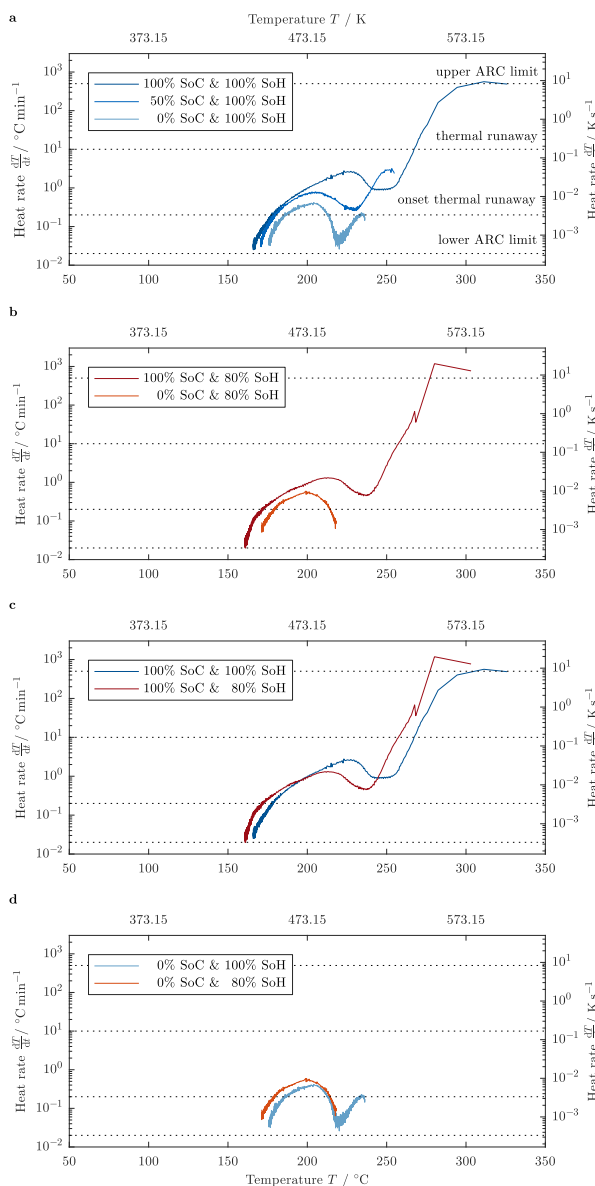 a
Temperature T / K
373.15 473.15 573.15
10³
10²
10¹
10⁰
10⁻¹
10⁻²
Heat rate dT/dt / °C min⁻¹
100% SoC & 100% SoH
50% SoC & 100% SoH
0% SoC & 100% SoH
upper ARC limit
thermal runaway
onset thermal runaway
lower ARC limit
10¹
10⁰
10⁻¹
10⁻²
10⁻³
Heat rate dT/dt / K s⁻¹
50 100 150 200 250 300 350
b
373.15 473.15 573.15
10³
10²
10¹
10⁰
10⁻¹
10⁻²
Heat rate dT/dt / °C min⁻¹
100% SoC & 80% SoH
0% SoC & 80% SoH
10¹
10⁰
10⁻¹
10⁻²
10⁻³
Heat rate dT/dt / K s⁻¹
50 100 150 200 250 300 350
c
373.15 473.15 573.15
10³
10²
10¹
10⁰
10⁻¹
10⁻²
Heat rate dT/dt / °C min⁻¹
100% SoC & 100% SoH
100% SoC & 80% SoH
10¹
10⁰
10⁻¹
10⁻²
10⁻³
Heat rate dT/dt / K s⁻¹
50 100 150 200 250 300 350
d
373.15 473.15 573.15
10³
10²
10¹
10⁰
10⁻¹
10⁻²
Heat rate dT/dt / °C min⁻¹
0% SoC & 100% SoH
0% SoC & 80% SoH
10¹
10⁰
10⁻¹
10⁻²
10⁻³
Heat rate dT/dt / K s⁻¹
50 100 150 200 250 300 350
Temperature T / °C